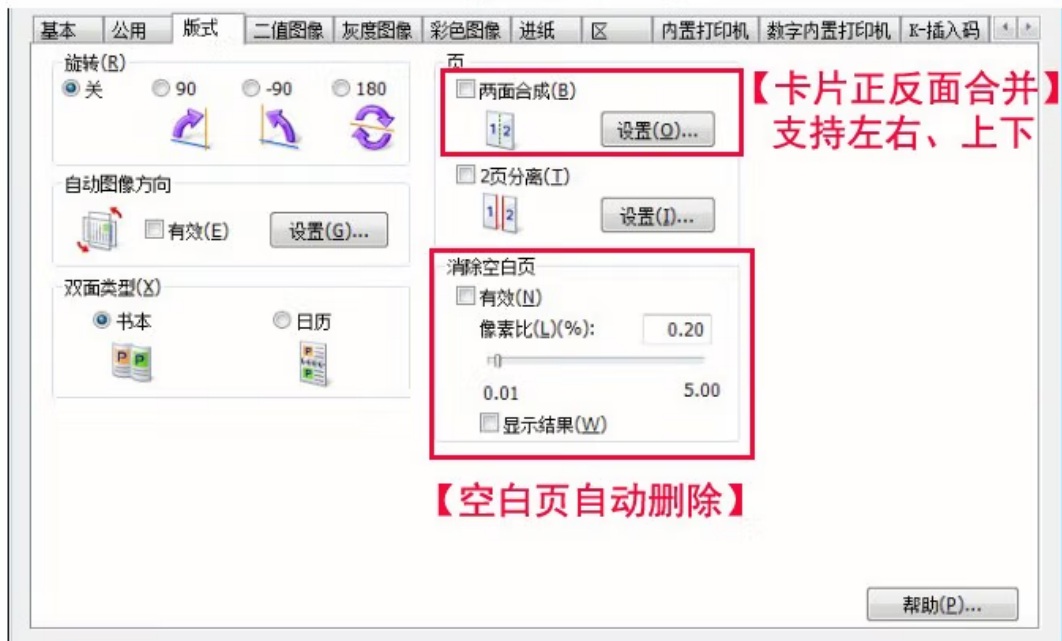 基本 公用 版式 二值图像 灰度图像 彩色图像 进纸 区 内置打印机 数字内置打印机 K-插入码
旋转(R)
关 90 -90 180
自动图像方向
有效(E) 设置(G)...
双面类型(X)
书本 日历
页
两面合成(B)
1 2 设置(O)...
2页分离(T)
1 2 设置(I)...
消除空白页
有效(N)
像素比(L)(%): 0.20
0.01 5.00
显示结果(W)
【卡片正反面合并】
支持左右、上下
【空白页自动删除】
帮助(P)...